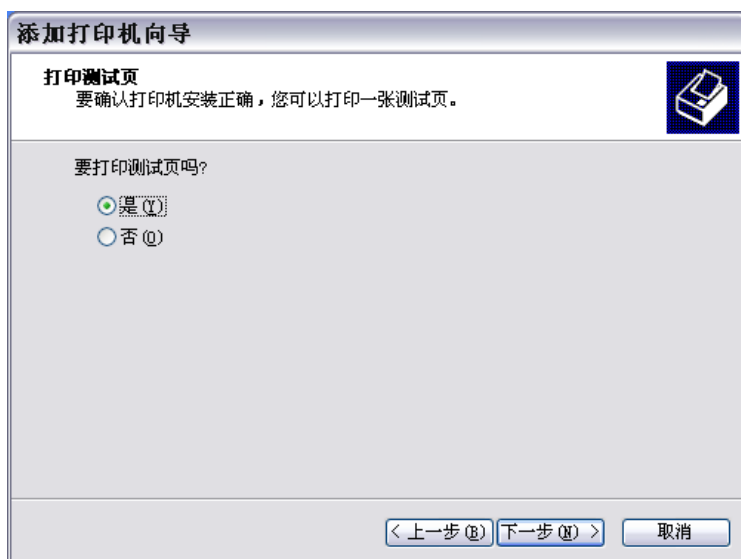 添加打印机向导
打印测试页
要确认打印机安装正确，您可以打印一张测试页。
要打印测试页吗?
是(Y)
否(O)
< 上一步(B) 下一步(N) > 取消